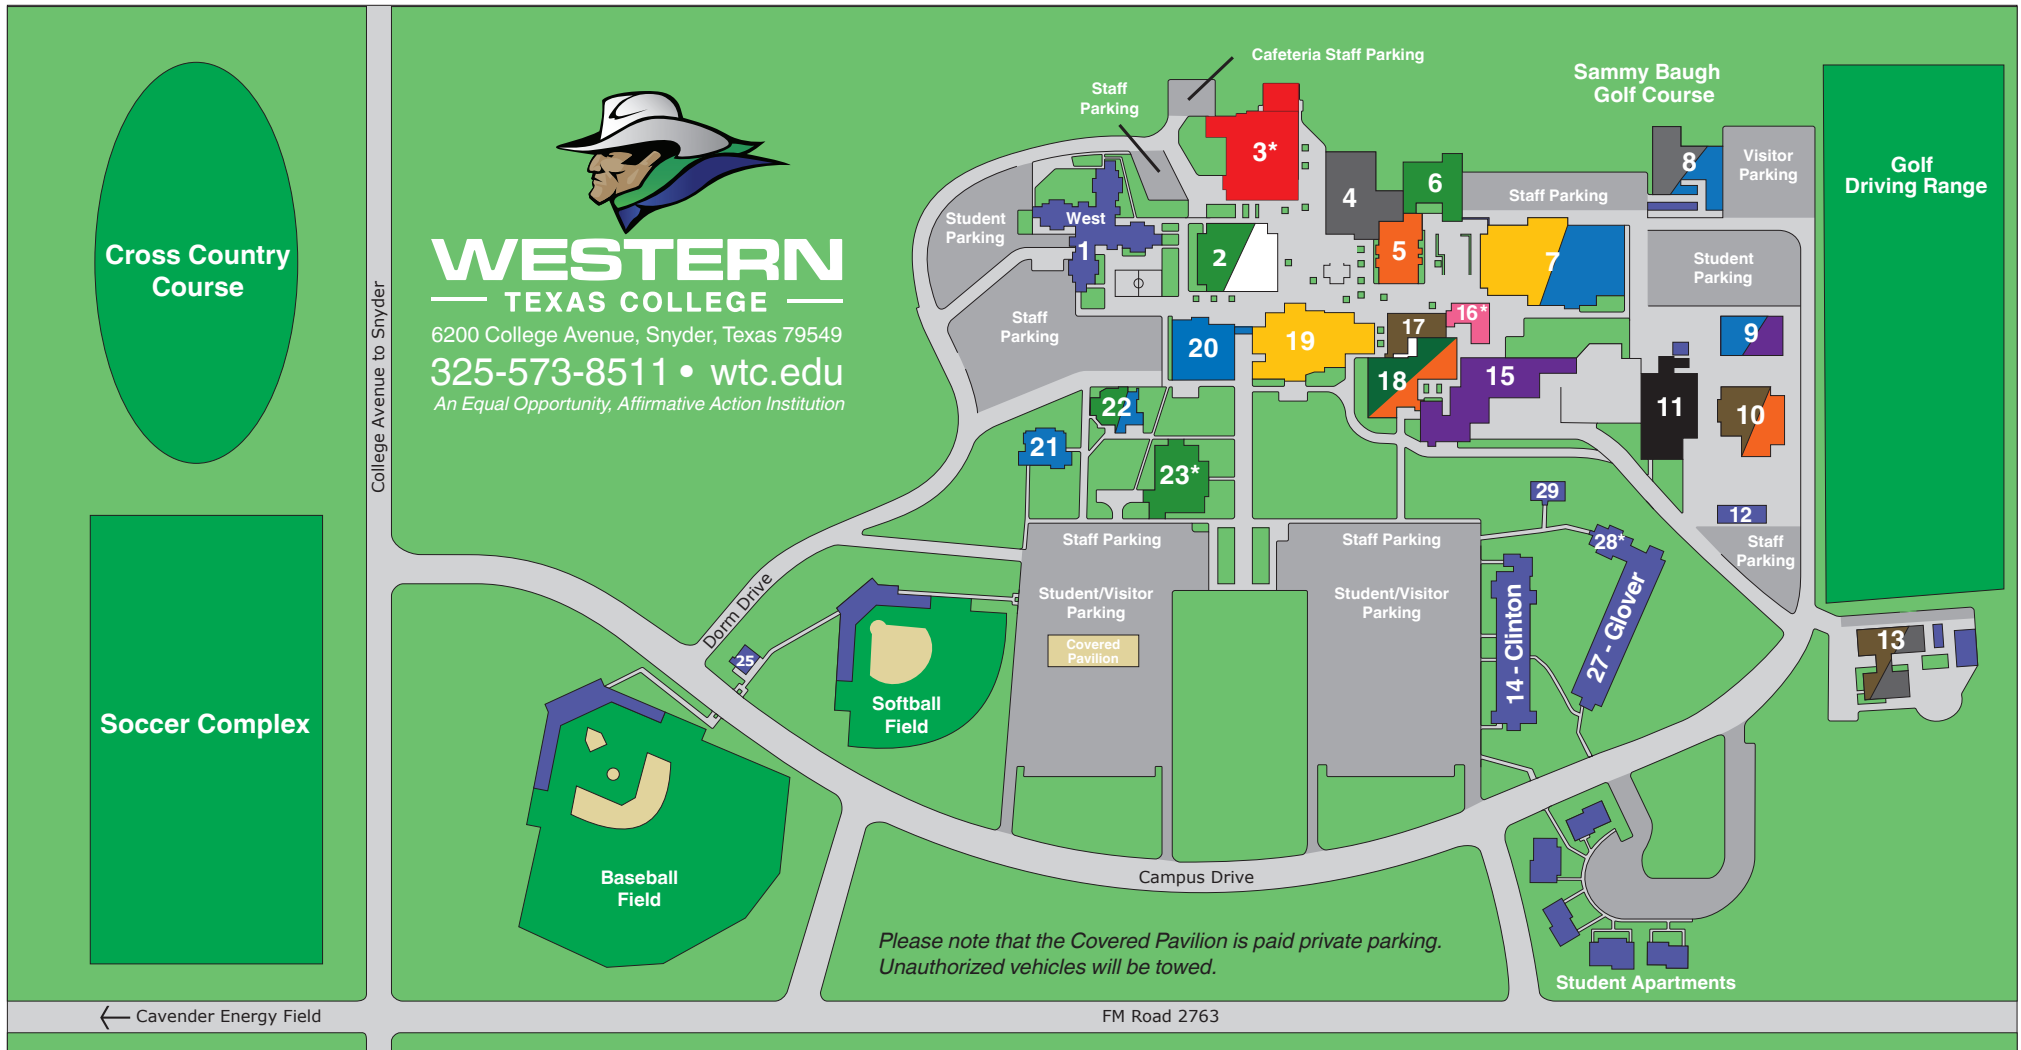 Cafeteria Staff Parking
Staff
Parking
Sammy Baugh
Golf Course
3*
4
6
8
Visitor
Parking
Golf
Driving Range
Staff Parking
West
1
Student
Parking
2
5
7
Student
Parking
Cross Country
Course
College Avenue to Snyder
WESTERN
TEXAS COLLEGE
6200 College Avenue, Snyder, Texas 79549
325-573-8511 • wtc.edu
An Equal Opportunity, Affirmative Action Institution
Staff
Parking
20
19
17
16*
18
15
9
11
10
22
21
23*
29
12
Staff
Parking
28*
Staff Parking
Staff Parking
Student/Visitor
Parking
Student/Visitor
Parking
Covered
Pavilion
14 - Clinton
27 - Glover
13
Dorm Drive
25
Softball
Field
Soccer Complex
Baseball
Field
Campus Drive
Please note that the Covered Pavilion is paid private parking.
Unauthorized vehicles will be towed.
Student Apartments
Cavender Energy Field
FM Road 2763